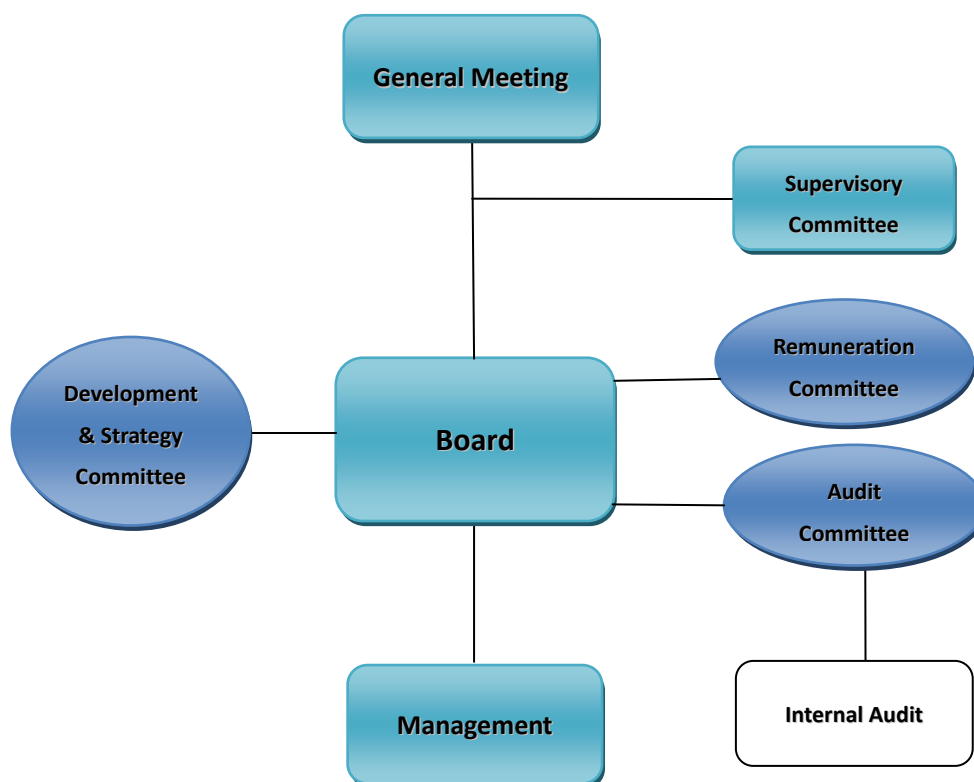 General Meeting
Supervisory
Committee
Remuneration
Committee
Development
& Strategy
Committee
Board
Audit
Committee
Management
Internal Audit